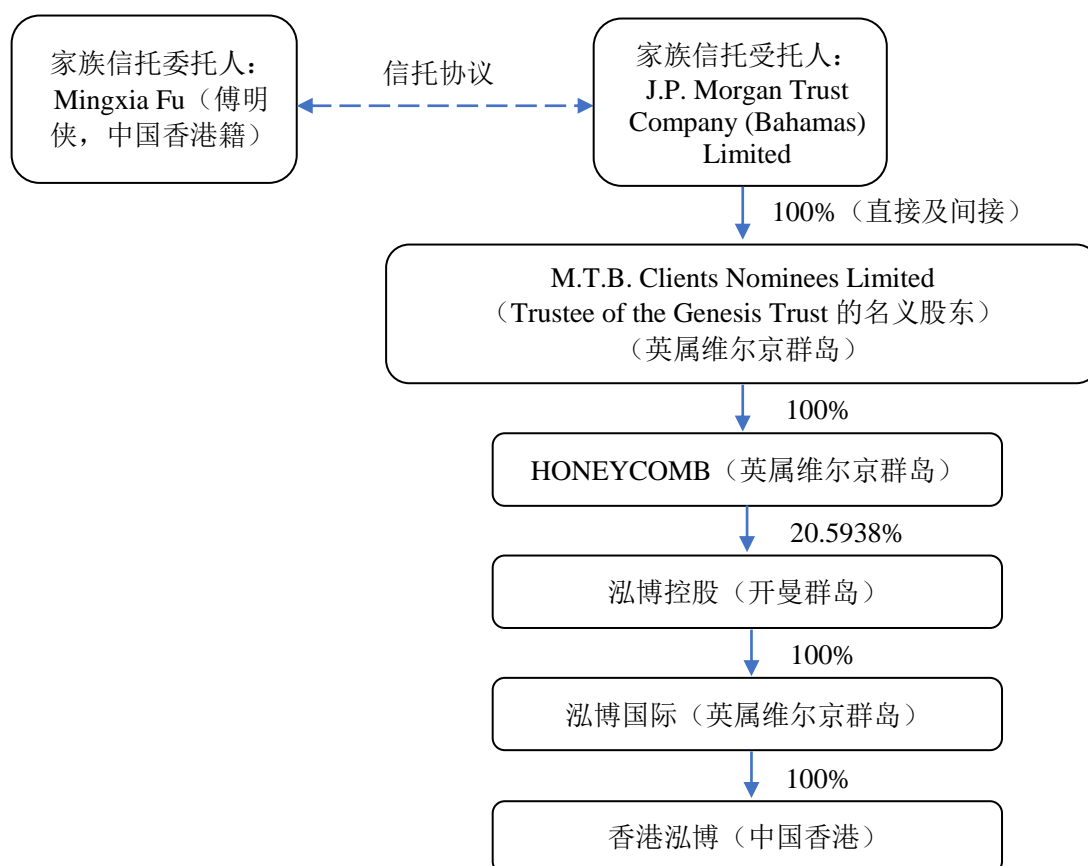 家族信托委托人：
Mingxia Fu（傅明
侠，中国香港籍）
信托协议
家族信托受托人：
J.P. Morgan Trust
Company (Bahamas)
Limited
100%（直接及间接）
M.T.B. Clients Nominees Limited
（Trustee of the Genesis Trust 的名义股东）
（英属维尔京群岛）
100%
HONEYCOMB（英属维尔京群岛）
20.5938%
泓博控股（开曼群岛）
100%
泓博国际（英属维尔京群岛）
100%
香港泓博（中国香港）